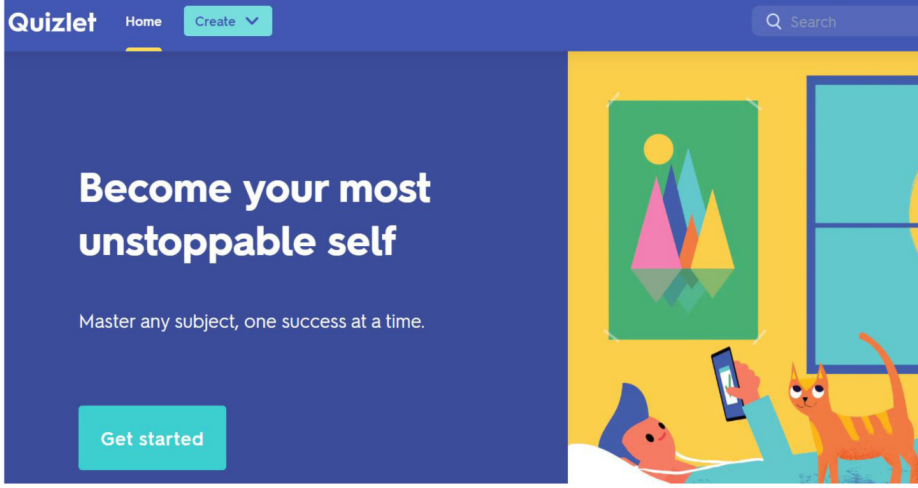 Quizlet Home Create Search
Become your most
unstoppable self
Master any subject, one success at a time.
Get started